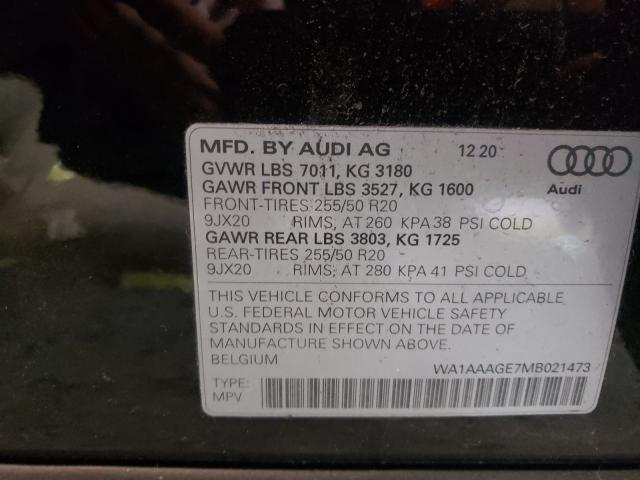 MFD. BY AUDI AG 12 20
GVWR LBS 7011, KG 3180
GAWR FRONT LBS 3527, KG 1600
Audi
FRONT-TIRES 255/50 R20
9JX20 RIMS, AT 260 KPA 38 PSI COLD
GAWR REAR LBS 3803, KG 1725
REAR-TIRES 255/50 R20
9JX20 RIMS, AT 280 KPA 41 PSI COLD
THIS VEHICLE CONFORMS TO ALL APPLICABLE
U.S. FEDERAL MOTOR VEHICLE SAFETY
STANDARDS IN EFFECT ON THE DATE OF
MANUFACTURE SHOWN ABOVE.
BELGIUM WA1AAAGE7MB021473
TYPE:
MPV